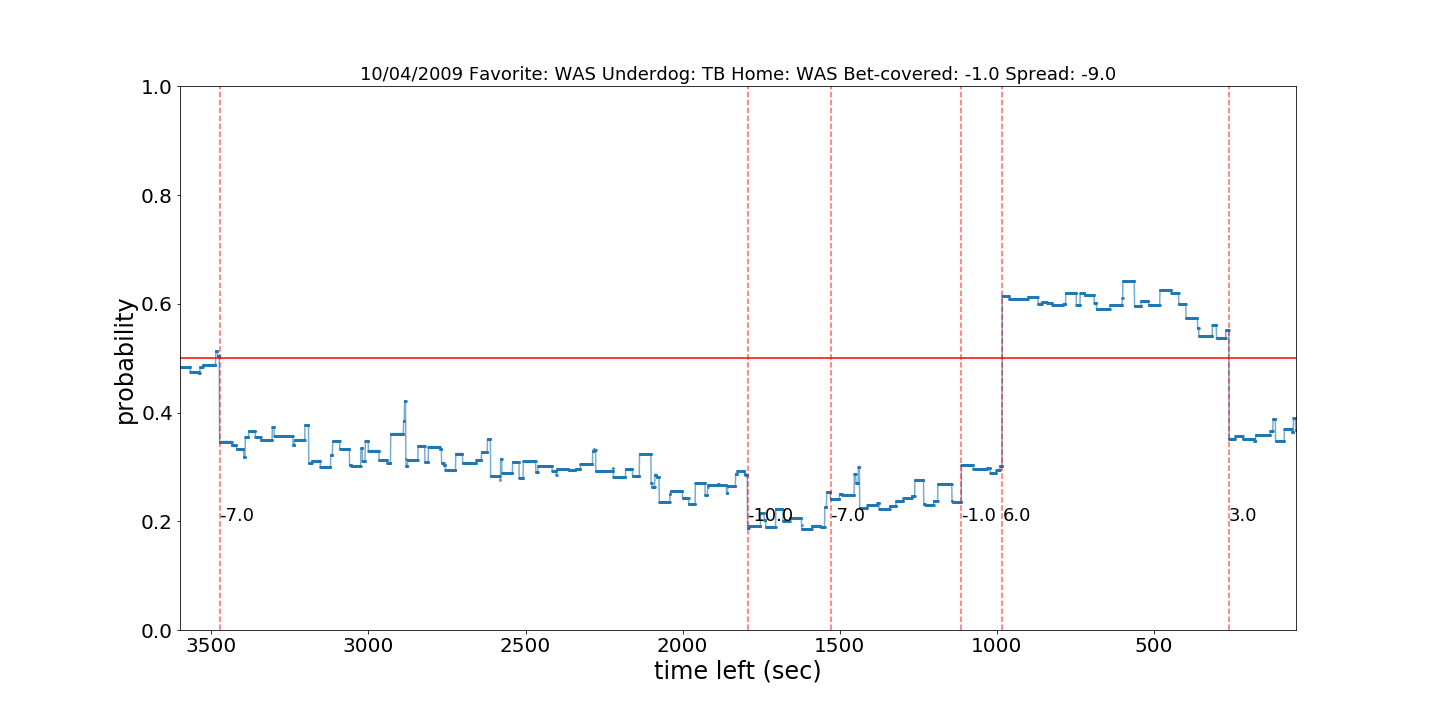 10/04/2009 Favorite: WAS Underdog: TB Home: WAS Bet-covered: -1.0 Spread: -9.0
1.0
0.8
0.6
0.4
0.2
0.0
probability
-7.0 -10.0 -7.0 -1.0 6.0 3.0
3500 3000 2500 2000 1500 1000 500
time left (sec)